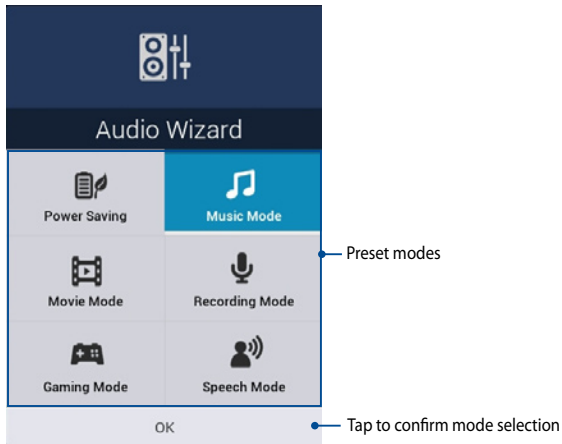 Audio Wizard
Power Saving
Music Mode
Preset modes
Movie Mode
Recording Mode
Gaming Mode
Speech Mode
OK
Tap to confirm mode selection